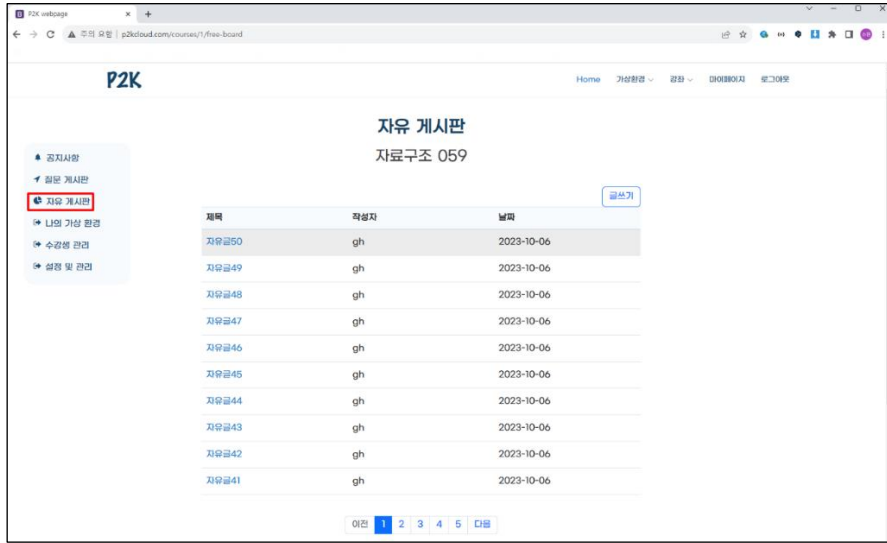 P2K webpage
주의 요함 | p2kcloud.com/courses/1/free-board
P2K
Home 가상환경 강좌 마이페이지 로그아웃
자유 게시판
자료구조 059
공지사항
질문 게시판
자유 게시판
나의 가상 환경
수강생 관리
설정 및 관리
글쓰기
제목 작성자 날짜
자유글50 gh 2023-10-06
자유글49 gh 2023-10-06
자유글48 gh 2023-10-06
자유글47 gh 2023-10-06
자유글46 gh 2023-10-06
자유글45 gh 2023-10-06
자유글44 gh 2023-10-06
자유글43 gh 2023-10-06
자유글42 gh 2023-10-06
자유글41 gh 2023-10-06
이전 1 2 3 4 5 다음